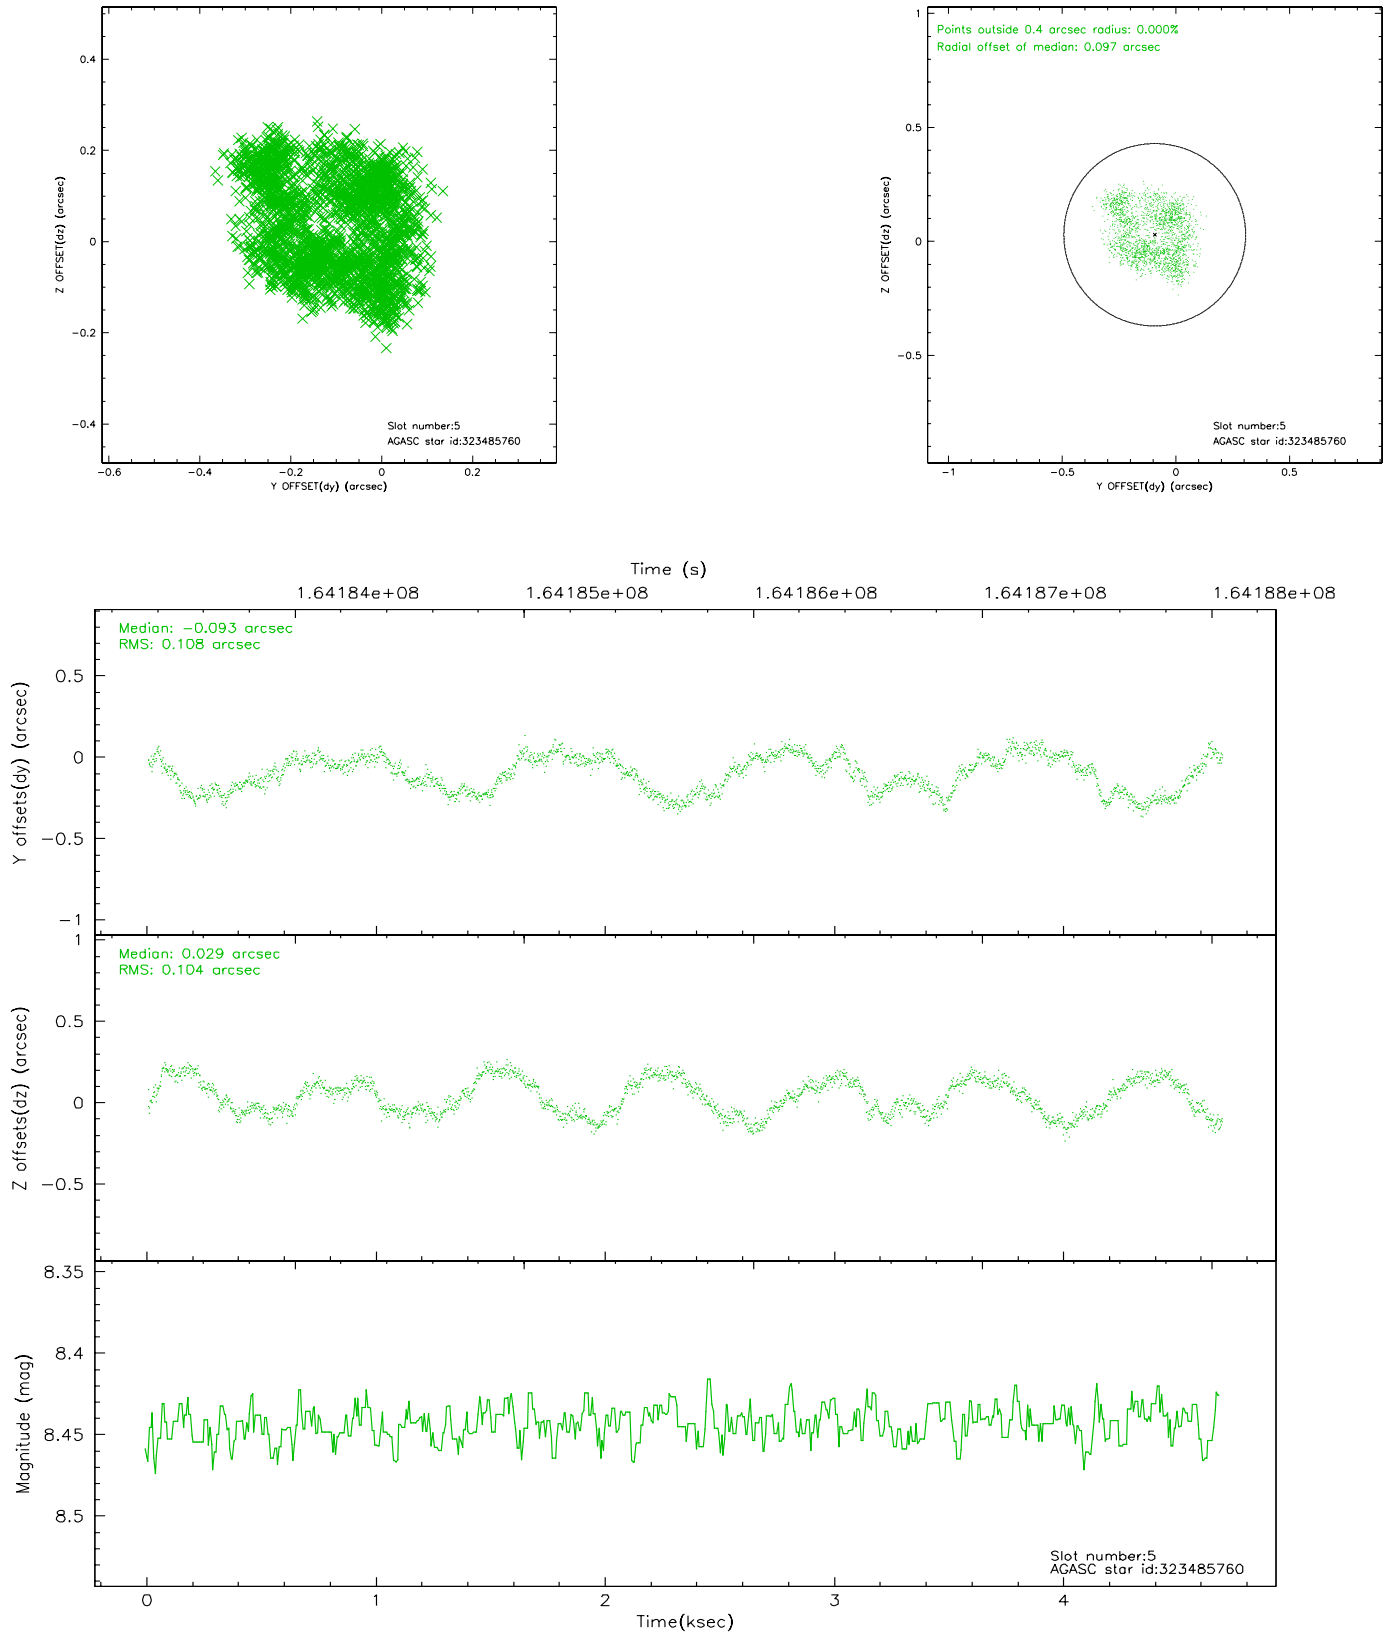 0.4
0.2
0
−0.2
−0.4
Z OFFSET(dz) (arcsec)
−0.6
−0.4
−0.2
0
0.2
Y OFFSET(dy) (arcsec)
Slot number:5
AGASC star id:323485760
Points outside 0.4 arcsec radius: 0.000%
Radial offset of median: 0.097 arcsec
1
0.5
0
−0.5
Z OFFSET(dz) (arcsec)
−1
−0.5
0
0.5
Y OFFSET(dy) (arcsec)
Slot number:5
AGASC star id:323485760
Time (s)
1.64184e+08
1.64185e+08
1.64186e+08
1.64187e+08
1.64188e+08
Median: −0.093 arcsec
RMS: 0.108 arcsec
0.5
0
−0.5
−1
Y offsets(dy) (arcsec)
Median: 0.029 arcsec
RMS: 0.104 arcsec
1
0.5
0
−0.5
Z offsets(dz) (arcsec)
8.35
8.4
8.45
8.5
Magnitude (mag)
Slot number:5
AGASC star id:323485760
0
1
2
3
4
Time(ksec)